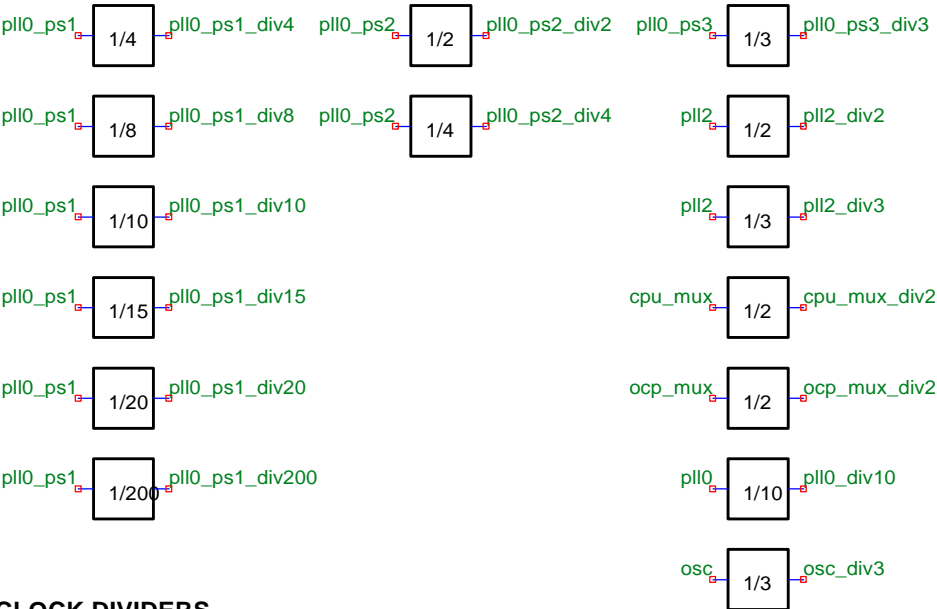 pll0_ps1 1/4 pll0_ps1_div4 pll0_ps2 1/2 pll0_ps2_div2 pll0_ps3 1/3 pll0_ps3_div3
pll0_ps1 1/8 pll0_ps1_div8 pll0_ps2 1/4 pll0_ps2_div4 pll2 1/2 pll2_div2
pll0_ps1 1/10 pll0_ps1_div10 pll2 1/3 pll2_div3
pll0_ps1 1/15 pll0_ps1_div15 cpu_mux 1/2 cpu_mux_div2
pll0_ps1 1/20 pll0_ps1_div20 ocp_mux 1/2 ocp_mux_div2
pll0_ps1 1/200 pll0_ps1_div200 pll0 1/10 pll0_div10
osc 1/3 osc_div3
CLOCK DIVIDERS